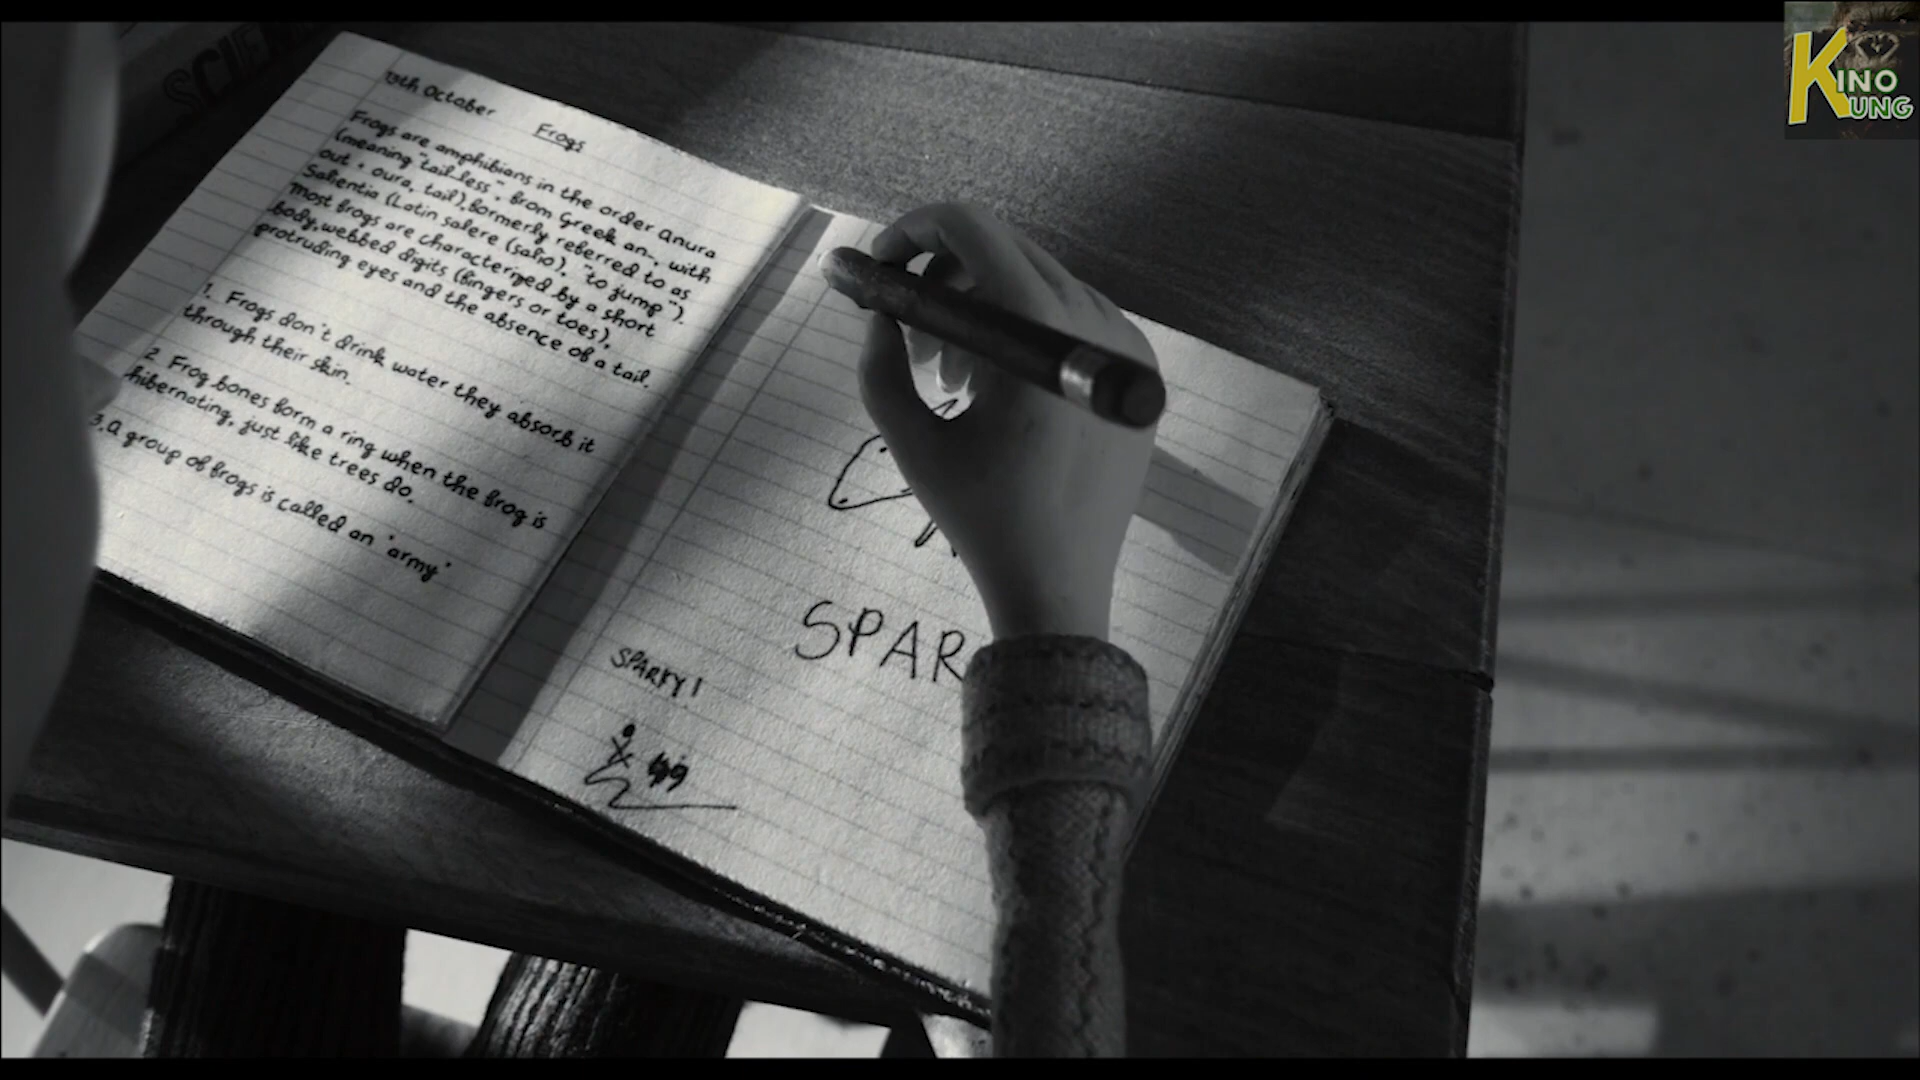 SCIEN
13th October
Frogs
Frogs are amphibians in the order Anura
(meaning "tail-less", from Greek an-, with
out + oura, tail), formerly referred to as
Salientia (Latin salere (salio), "to jump").
most frogs are characterized by a short
body, webbed digits (fingers or toes),
protruding eyes and the absence of a tail.
1. Frogs don't drink water they absorb it
through their skin.
2 Frog bones form a ring when the frog is
hibernating, just like trees do.
3. A group of frogs is called an "army"
SPAR
SPARKY!
KINO
KUNG